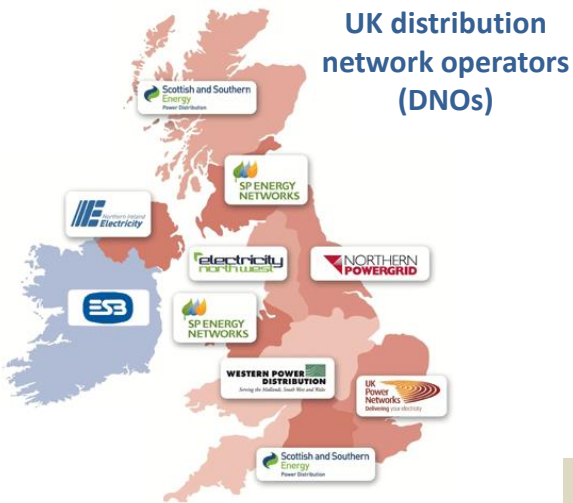 UK distribution
network operators
(DNOs)
Scottish and Southern
Energy
Power Distribution
SP ENERGY
NETWORKS
Northern Ireland
Electricity
electricity
north west
NORTHERN
POWERGRID
ESB
SP ENERGY
NETWORKS
WESTERN POWER
DISTRIBUTION
Serving the Midlands, South West and Wales
UK
Power
Networks
Delivering your electricity
Scottish and Southern
Energy
Power Distribution